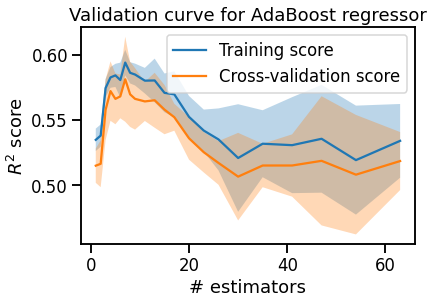 Validation curve for AdaBoost regressor
Training score
Cross-validation score
0.60
0.55
0.50
R² score
0
20
40
60
# estimators